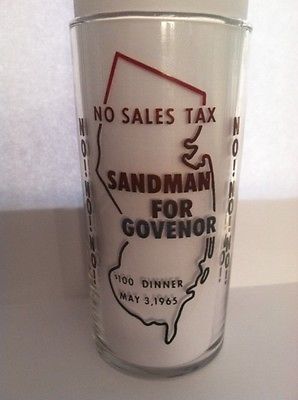 NO SALES TAX
SANDMAN
FOR
GOVENOR
$100 DINNER
MAY 3, 1965
NO! NO! NO!
NO! NO! NO!